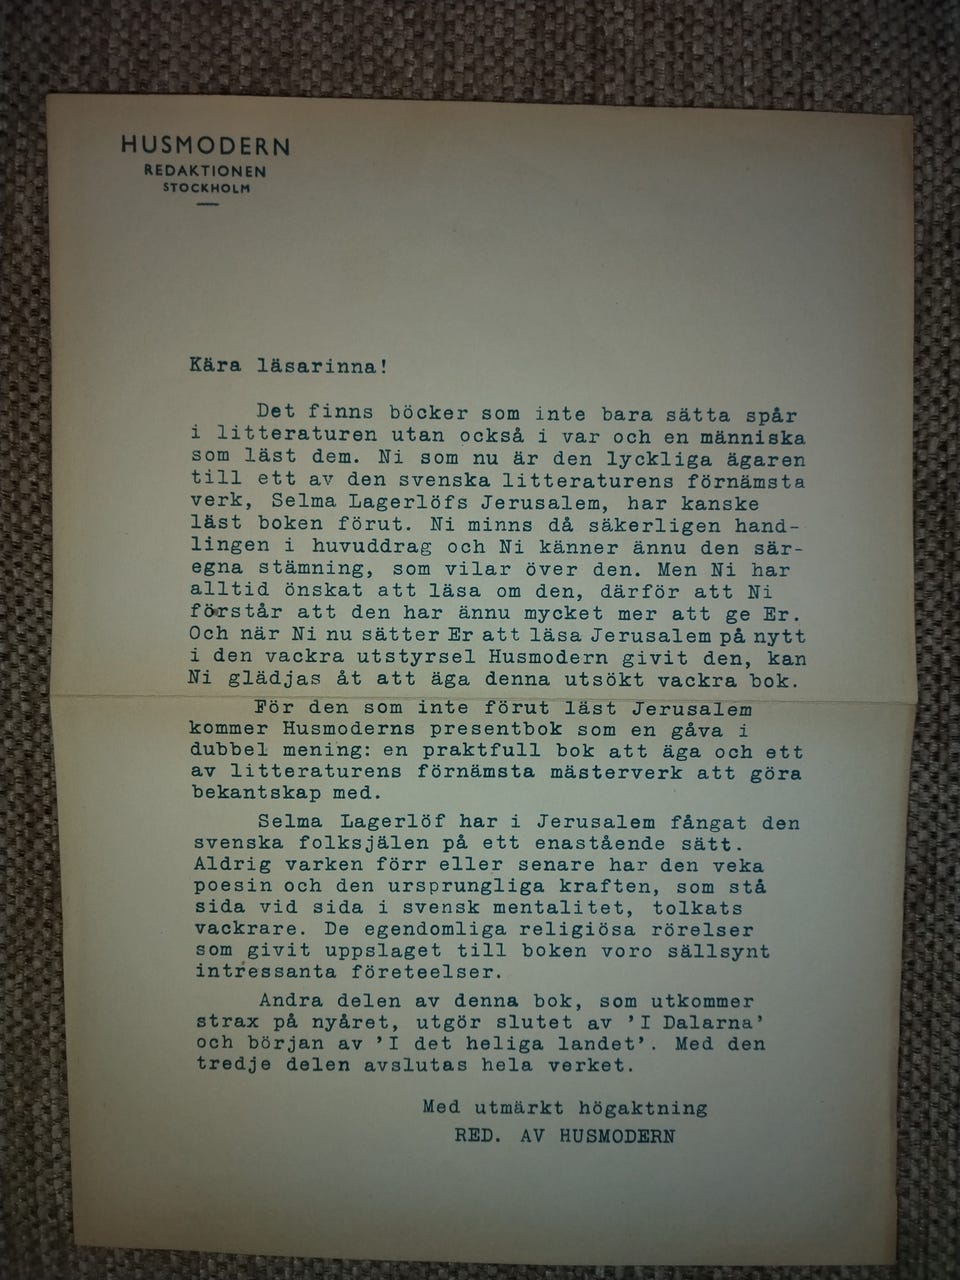 HUSMODERN
REDAKTIONEN
STOCKHOLM
Kära läsarinna!
Det finns böcker som inte bara sätta spår
i litteraturen utan också i var och en människa
som läst dem. Ni som nu är den lyckliga ägaren
till ett av den svenska litteraturens förnämsta
verk, Selma Lagerlöfs Jerusalem, har kanske
läst boken förut. Ni minns då säkerligen hand-
lingen i huvuddrag och Ni känner ännu den sär-
egna stämning, som vilar över den. Men Ni har
alltid önskat att läsa om den, därför att Ni
förstår att den har ännu mycket mer att ge Er.
Och när Ni nu sätter Er att läsa Jerusalem på nytt
i den vackra utstyrsel Husmodern givit den, kan
Ni glädjas åt att äga denna utsökt vackra bok.
För den som inte förut läst Jerusalem
kommer Husmoderns presentbok som en gåva i
dubbel mening: en praktfull bok att äga och ett
av litteraturens förnämsta mästerverk att göra
bekantskap med.
Selma Lagerlöf har i Jerusalem fångat den
svenska folksjälen på ett enastående sätt.
Aldrig varken förr eller senare har den veka
poesin och den ursprungliga kraften, som stå
sida vid sida i svensk mentalitet, tolkats
vackrare. De egendomliga religiösa rörelser
som givit uppslaget till boken voro sällsynt
intressanta företeelser.
Andra delen av denna bok, som utkommer
strax på nyåret, utgör slutet av 'I Dalarna'
och början av 'I det heliga landet'. Med den
tredje delen avslutas hela verket.
Med utmärkt högaktning
RED. AV HUSMODERN